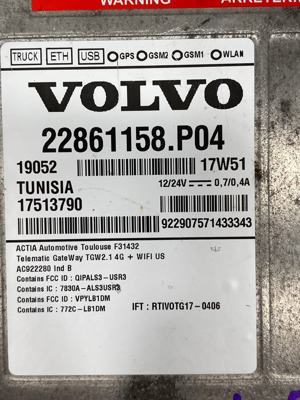 WARNING
TRUCK ETH USB GPS GSM2 GSM1 WLAN
VOLVO
22861158.P04
19052 17W51
TUNISIA 12/24V 0,7/0,4A
17513790
922907571433343
ACTIA Automotive Toulouse F31432
Telematic GateWay TGW2.1 4G + WIFI US
AC922280 Ind B
Contains FCC ID : QIPALS3-USR3
Contains IC : 7830A-ALS3USR3
Contains FCC ID : VPYLB1DM
Contains IC : 772C-LB1DM IFT : RTIVOTG17-0406